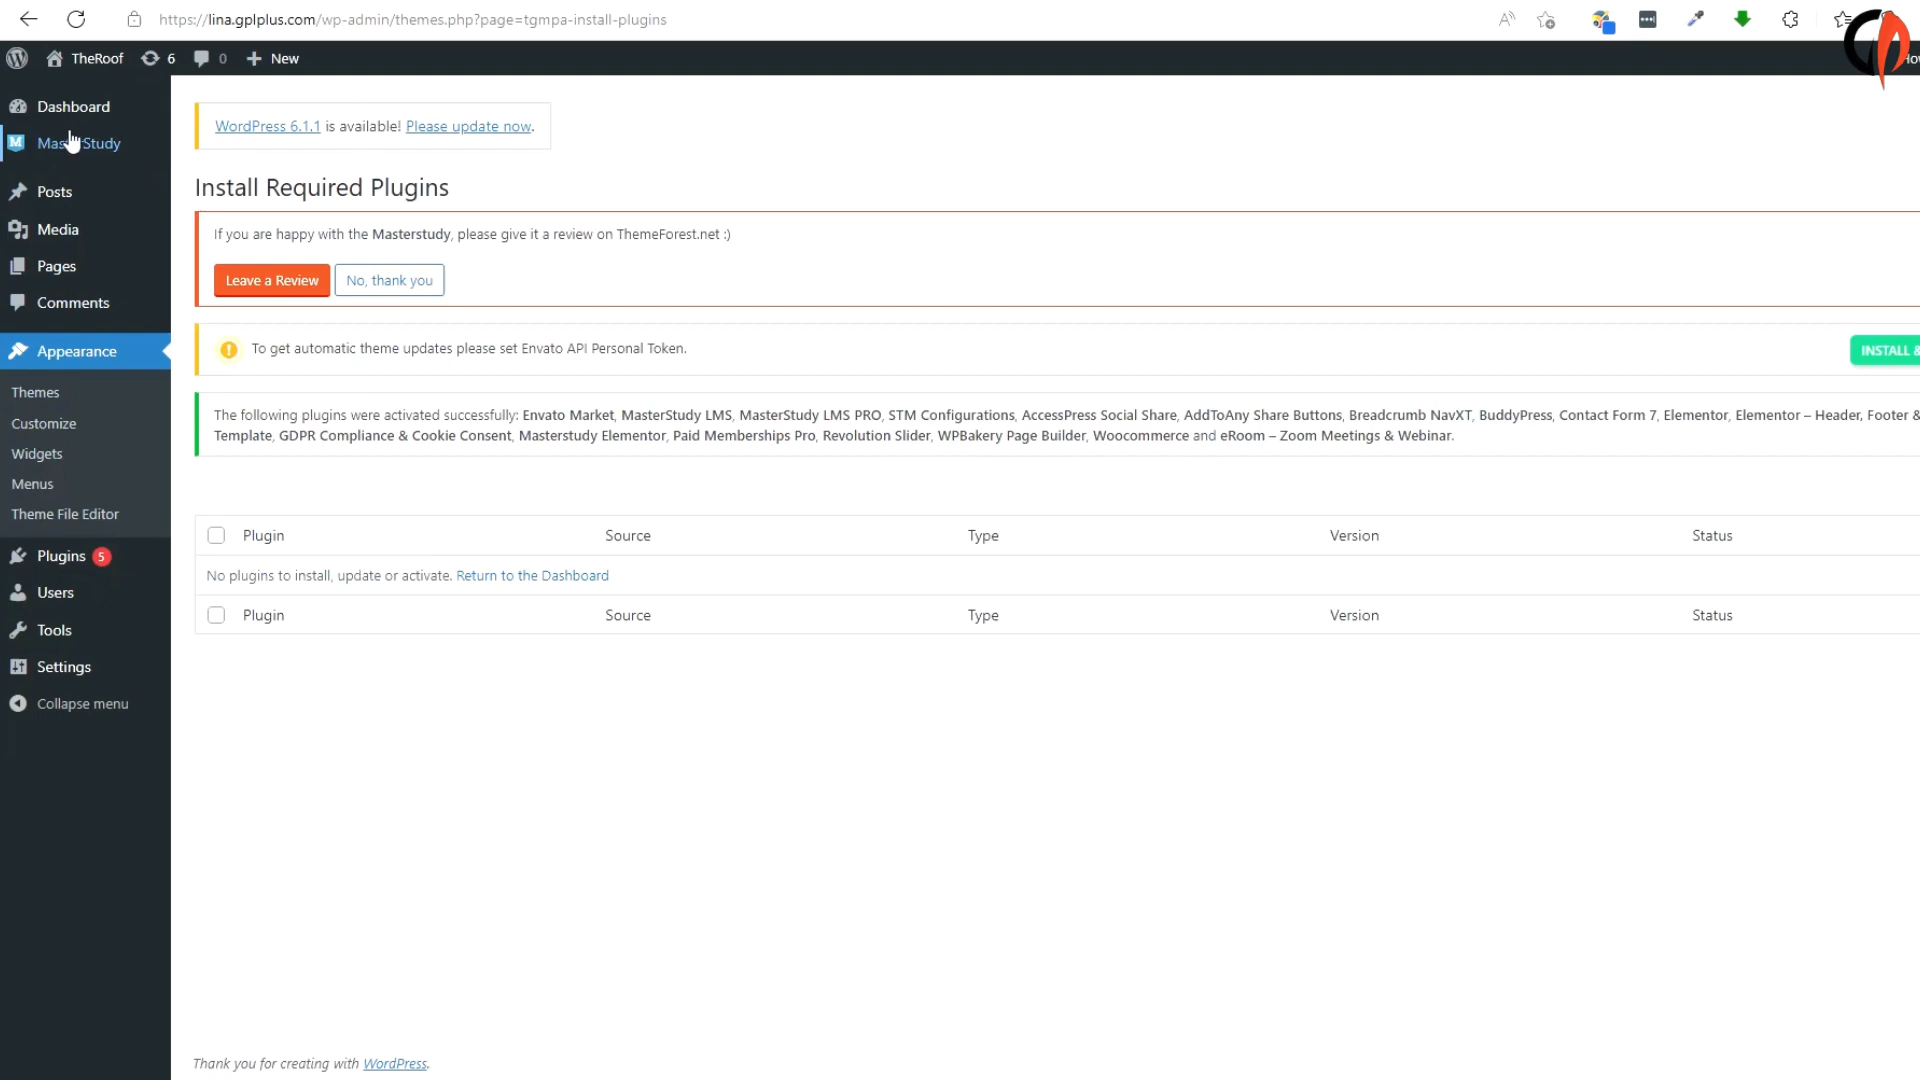 https://lina.gplplus.com/wp-admin/themes.php?page=tgmpa-install-plugins
TheRoof 6 0 New
Dashboard
MasterStudy
Posts
Media
Pages
Comments
Appearance
Themes
Customize
Widgets
Menus
Theme File Editor
Plugins 5
Users
Tools
Settings
Collapse menu
WordPress 6.1.1 is available! Please update now.
Install Required Plugins
If you are happy with the Masterstudy, please give it a review on ThemeForest.net :)
Leave a Review No, thank you
To get automatic theme updates please set Envato API Personal Token.
INSTALL &
The following plugins were activated successfully: Envato Market, MasterStudy LMS, MasterStudy LMS PRO, STM Configurations, AccessPress Social Share, AddToAny Share Buttons, Breadcrumb NavXT, BuddyPress, Contact Form 7, Elementor, Elementor – Header, Footer &
Template, GDPR Compliance & Cookie Consent, Masterstudy Elementor, Paid Memberships Pro, Revolution Slider, WPBakery Page Builder, Woocommerce and eRoom – Zoom Meetings & Webinar.
Plugin Source Type Version Status
No plugins to install, update or activate. Return to the Dashboard
Plugin Source Type Version Status
Thank you for creating with WordPress.